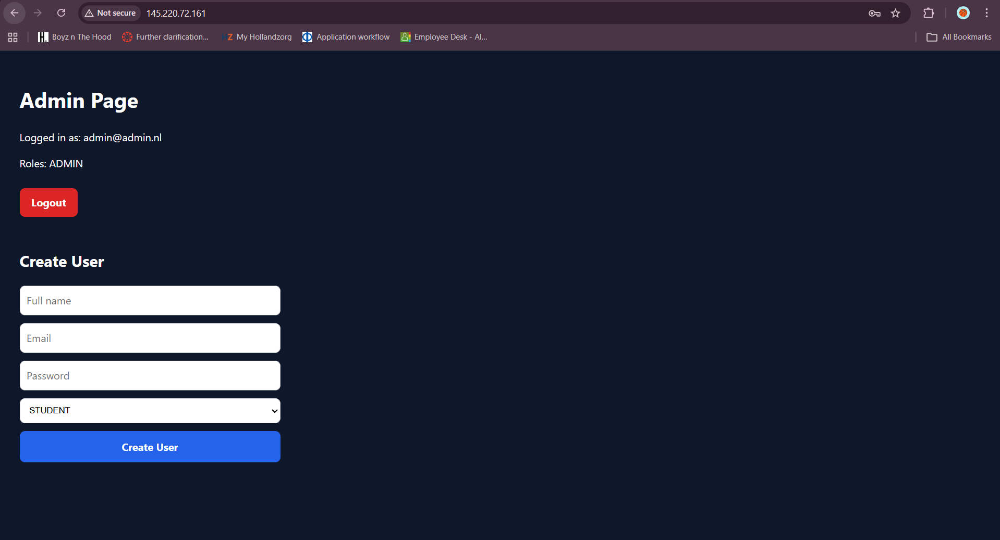 Not secure 145.220.72.161
Boyz n The Hood Further clarification... HZ My Hollandzorg Application workflow Employee Desk - Al... All Bookmarks
Admin Page
Logged in as: admin@admin.nl
Roles: ADMIN
Logout
Create User
Full name
Email
Password
STUDENT
Create User